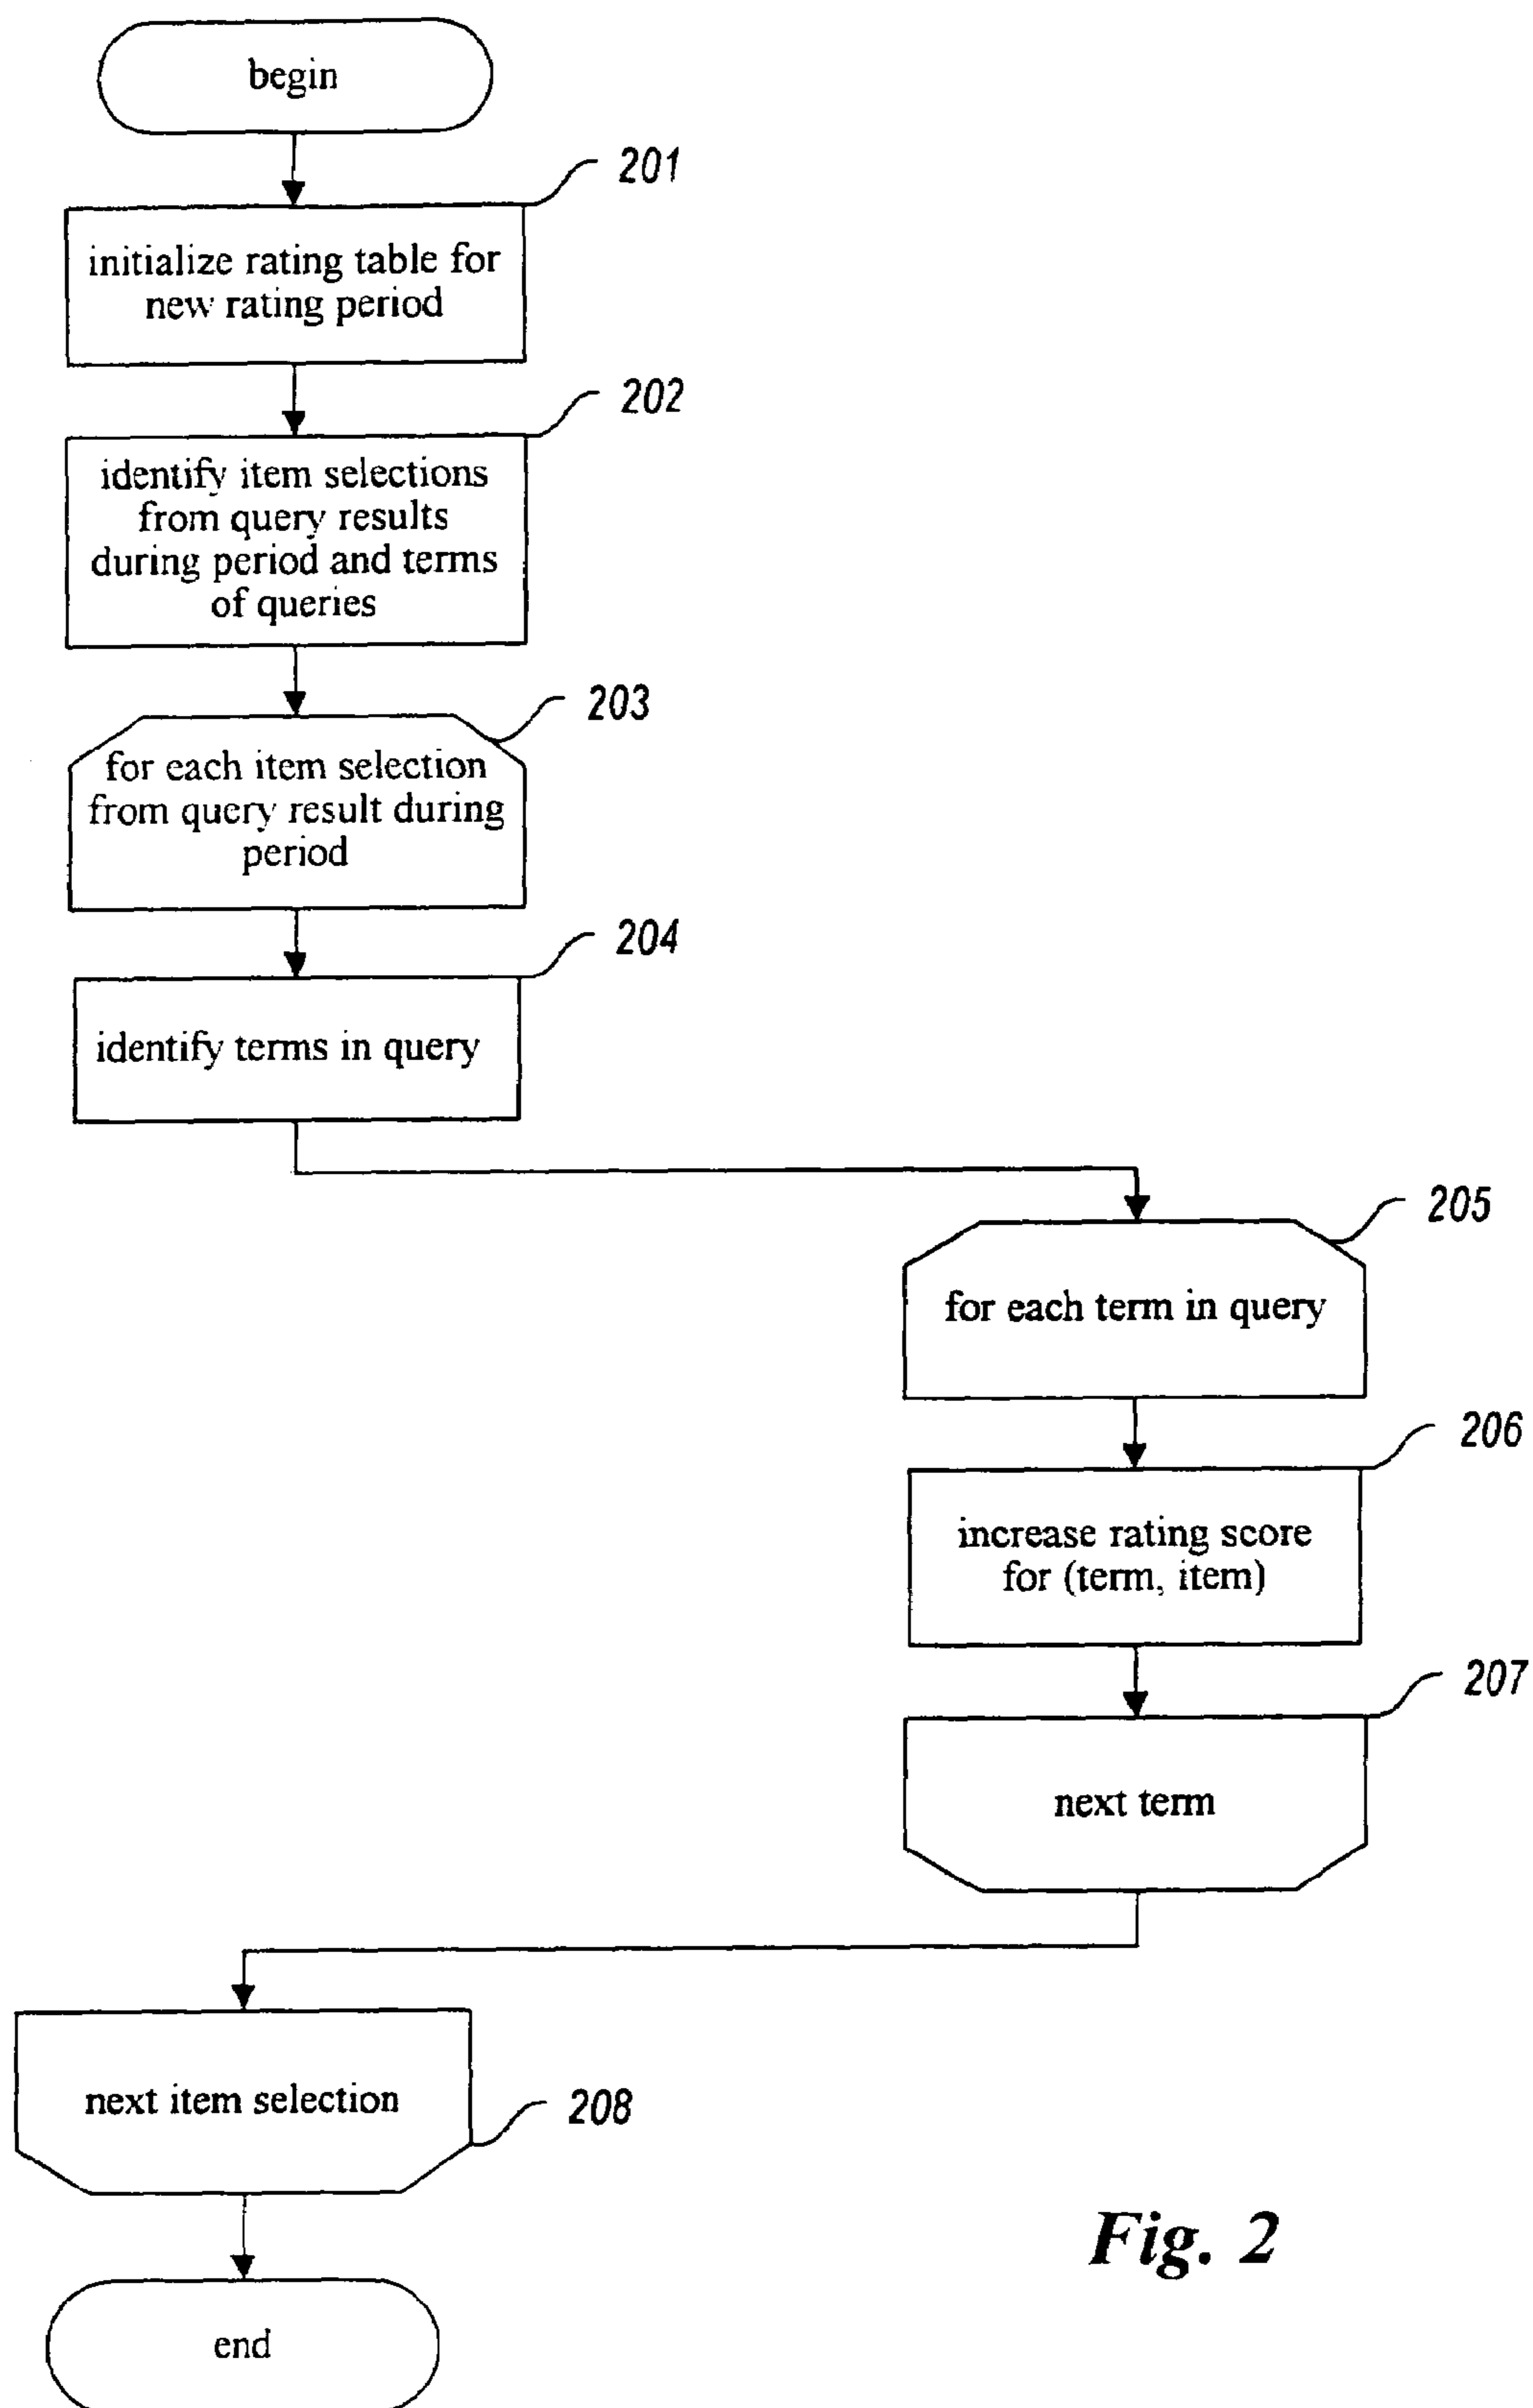 begin
201
initialize rating table for
new rating period
202
identify item selections
from query results
during period and terms
of queries
203
for each item selection
from query result during
period
204
identify terms in query
205
for each term in query
206
increase rating score
for (term, item)
207
next term
next item selection
208
end
Fig. 2